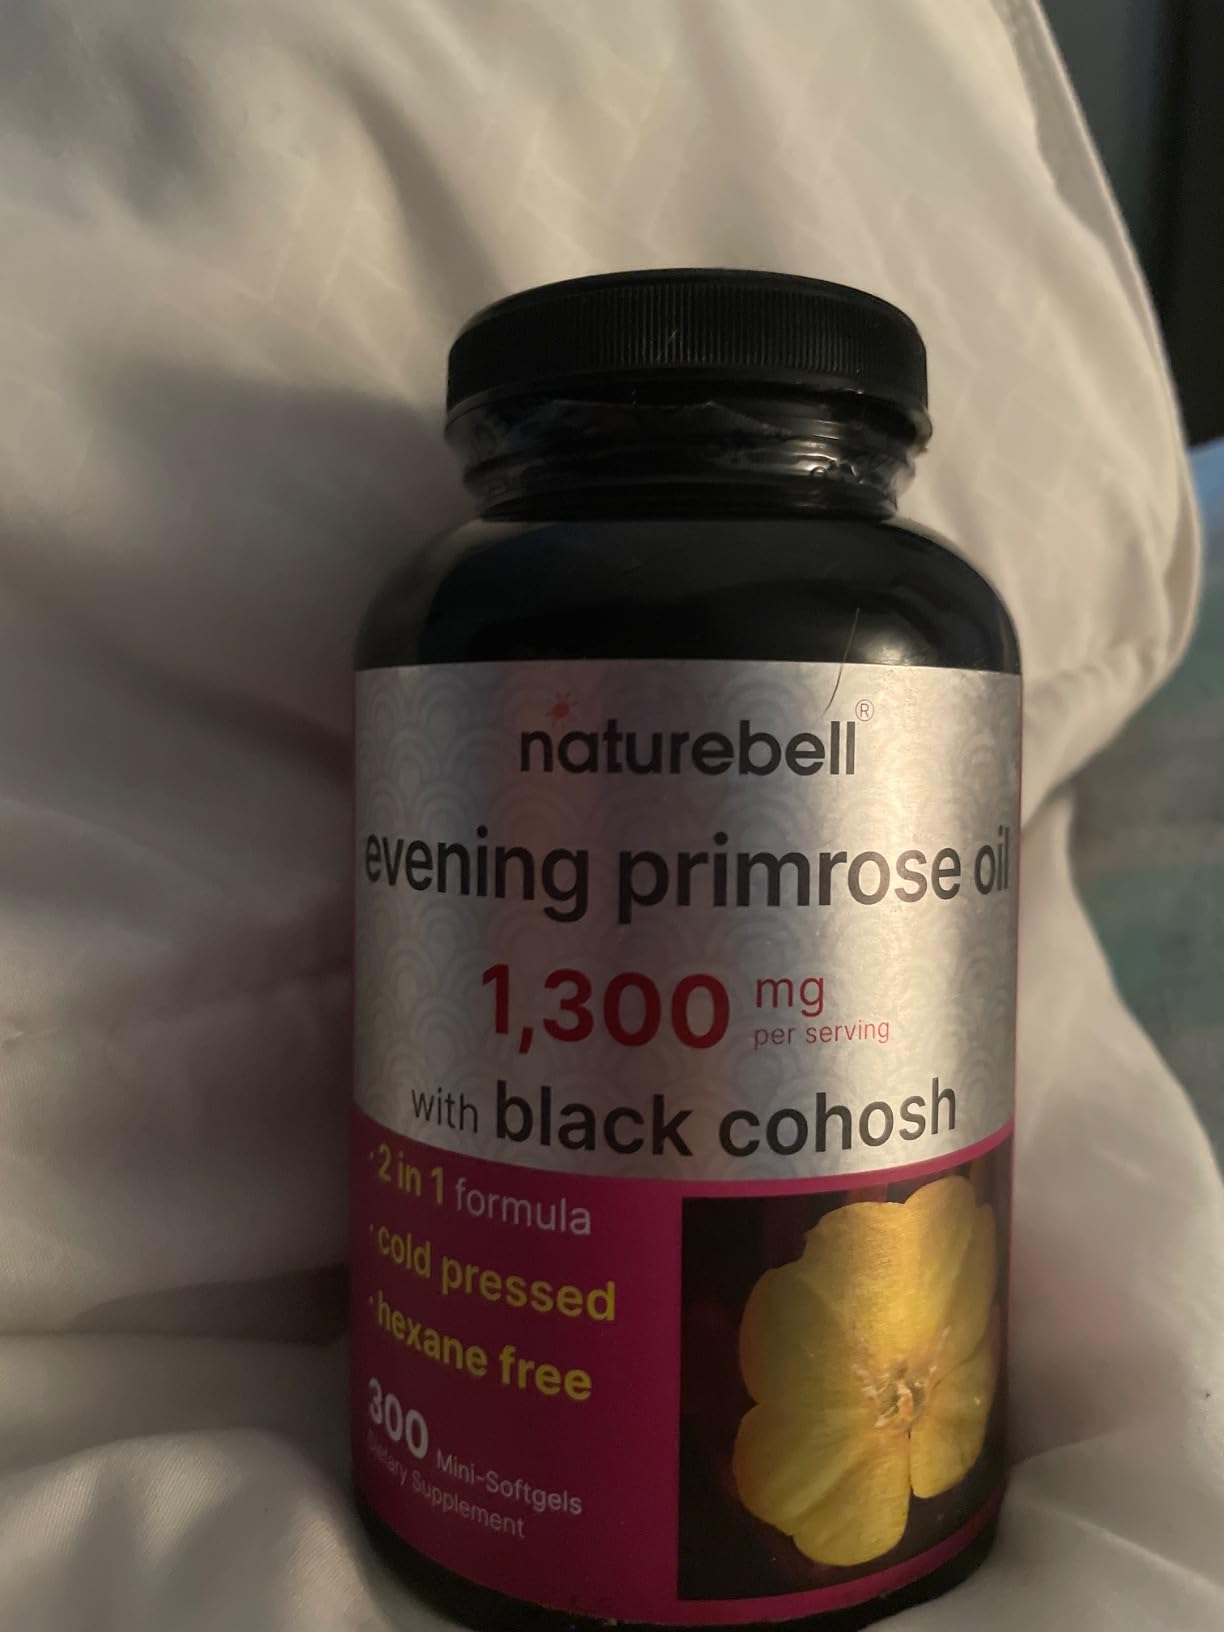 naturebell®
evening primrose oil
1,300 mg
per serving
with black cohosh
· 2 in 1 formula
· cold pressed
· hexane free
300 Mini-Softgels
Dietary Supplement